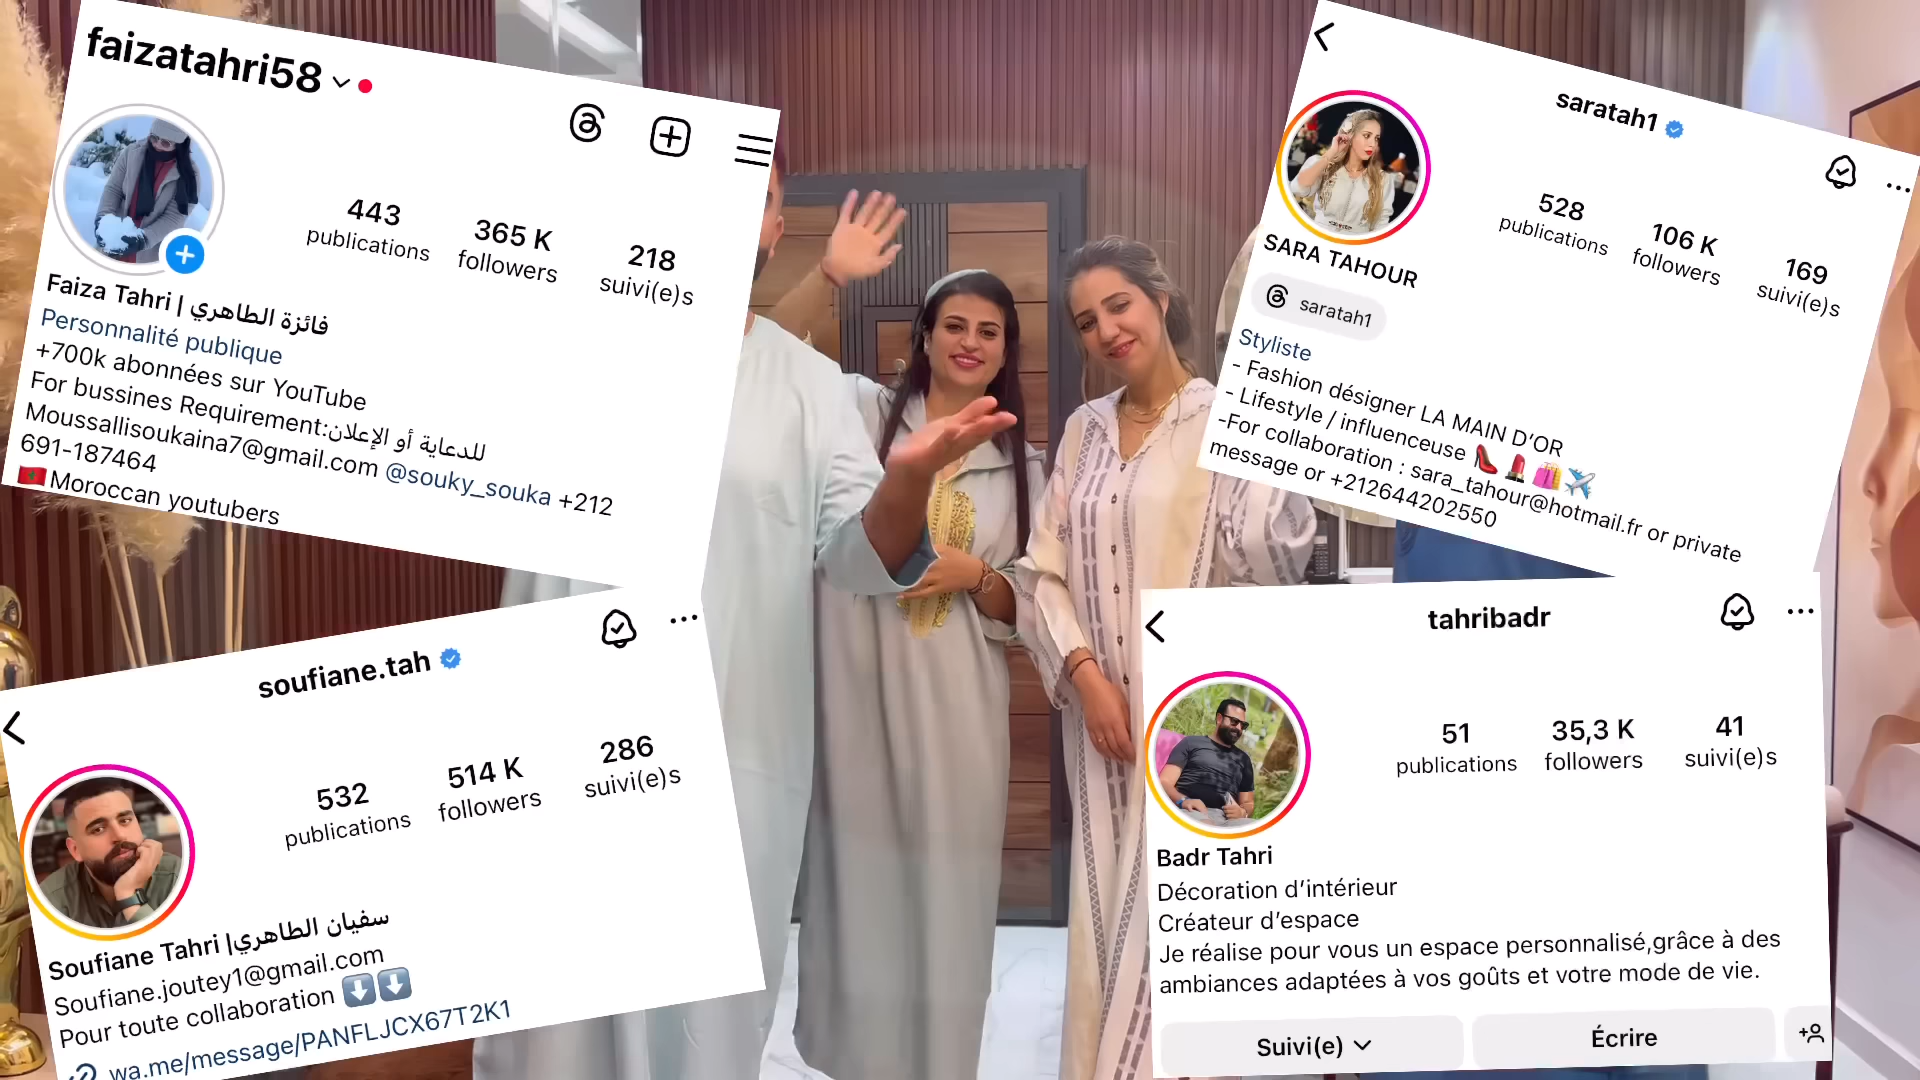 faizatahri58
443
publications
365 K
followers
218
suivi(e)s
Faiza Tahri | فائزة الطاهري
Personnalité publique
+700k abonnées sur YouTube
For bussines Requirement:للدعاية أو الإعلان
Moussallisoukaina7@gmail.com @souky_souka +212
691-187464
🇲🇦Moroccan youtubers
saratah1
528
publications
106 K
followers
169
suivi(e)s
SARA TAHOUR
saratah1
Styliste
- Fashion désigner LA MAIN D’OR
- Lifestyle / influenceuse 👠💄🛍️✈️
-For collaboration : sara_tahour@hotmail.fr or private
message or +212644202550
soufiane.tah
532
publications
514 K
followers
286
suivi(e)s
Soufiane Tahri |سفيان الطاهري
Soufiane.joutey1@gmail.com
Pour toute collaboration ⬇️⬇️
wa.me/message/PANFLJCX67T2K1
tahribadr
51
publications
35,3 K
followers
41
suivi(e)s
Badr Tahri
Décoration d’intérieur
Créateur d’espace
Je réalise pour vous un espace personnalisé,grâce à des
ambiances adaptées à vos goûts et votre mode de vie.
Suivi(e)
Écrire